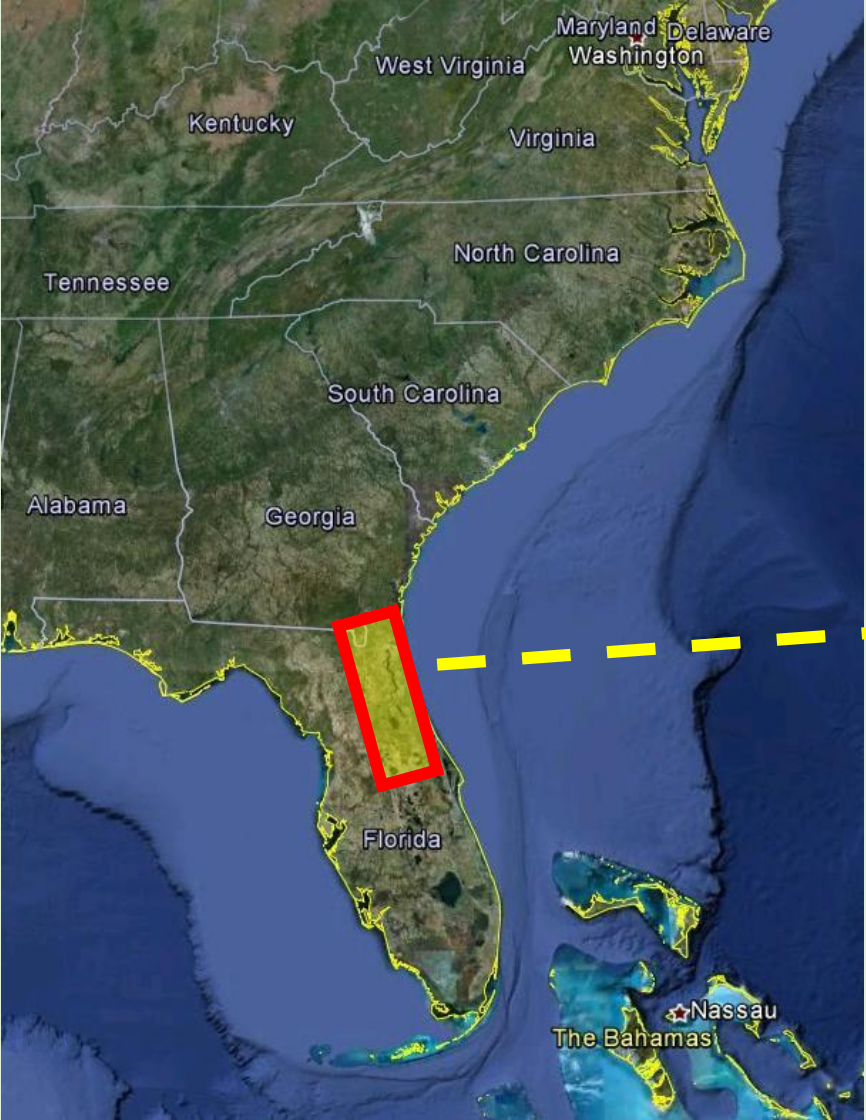 Maryland
Delaware
Washington
West Virginia
Kentucky
Virginia
North Carolina
Tennessee
South Carolina
Alabama
Georgia
Florida
Nassau
The Bahamas